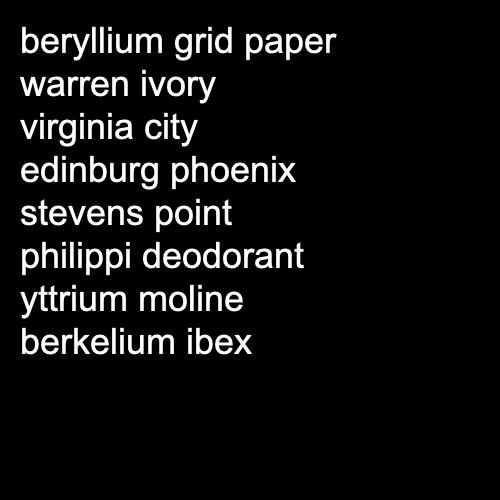 beryllium grid paper
warren ivory
virginia city
edinburg phoenix
stevens point
philippi deodorant
yttrium moline
berkelium ibex